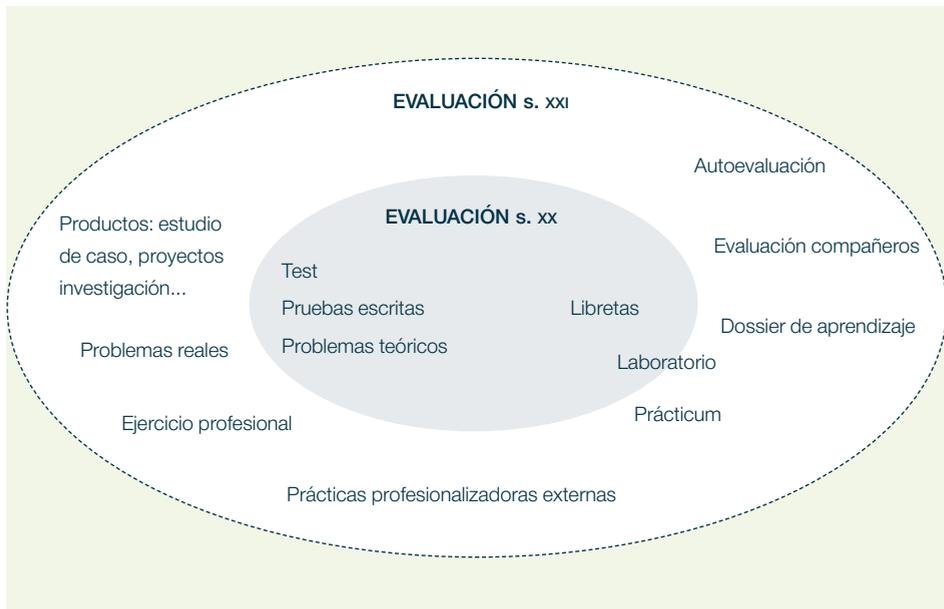 EVALUACIÓN s. XXI
Autoevaluación
EVALUACIÓN s. XX
Productos: estudio
de caso, proyectos
investigación...
Evaluación compañeros
Test
Pruebas escritas
Libretas
Dossier de aprendizaje
Problemas teóricos
Problemas reales
Laboratorio
Prácticum
Ejercicio profesional
Prácticas profesionalizadoras externas